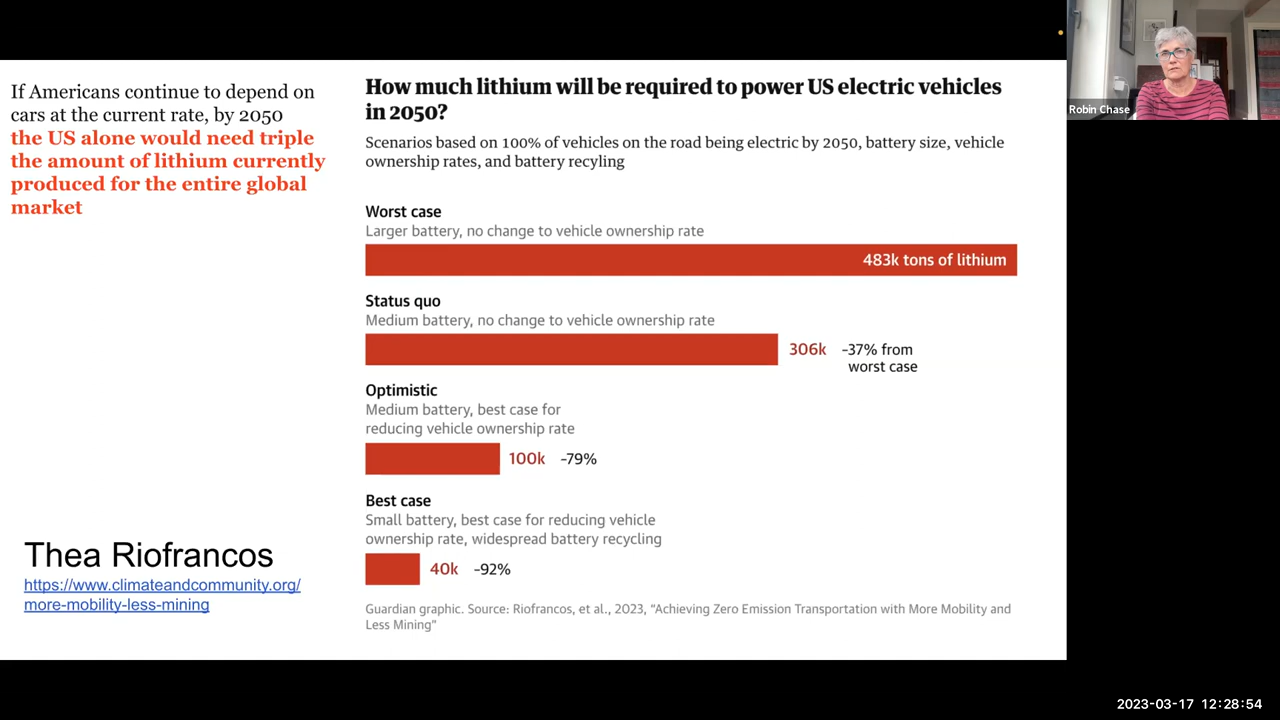 If Americans continue to depend on
cars at the current rate, by 2050
the US alone would need triple
the amount of lithium currently
produced for the entire global
market
How much lithium will be required to power US electric vehicles
in 2050?
Scenarios based on 100% of vehicles on the road being electric by 2050, battery size, vehicle
ownership rates, and battery recyling
Worst case
Larger battery, no change to vehicle ownership rate
483k tons of lithium
Status quo
Medium battery, no change to vehicle ownership rate
306k -37% from
worst case
Optimistic
Medium battery, best case for
reducing vehicle ownership rate
100k -79%
Best case
Small battery, best case for reducing vehicle
ownership rate, widespread battery recycling
40k -92%
Guardian graphic. Source: Riofrancos, et al., 2023, “Achieving Zero Emission Transportation with More Mobility and
Less Mining”
Thea Riofrancos
https://www.climateandcommunity.org/
more-mobility-less-mining
Robin Chase
2023-03-17 12:28:54